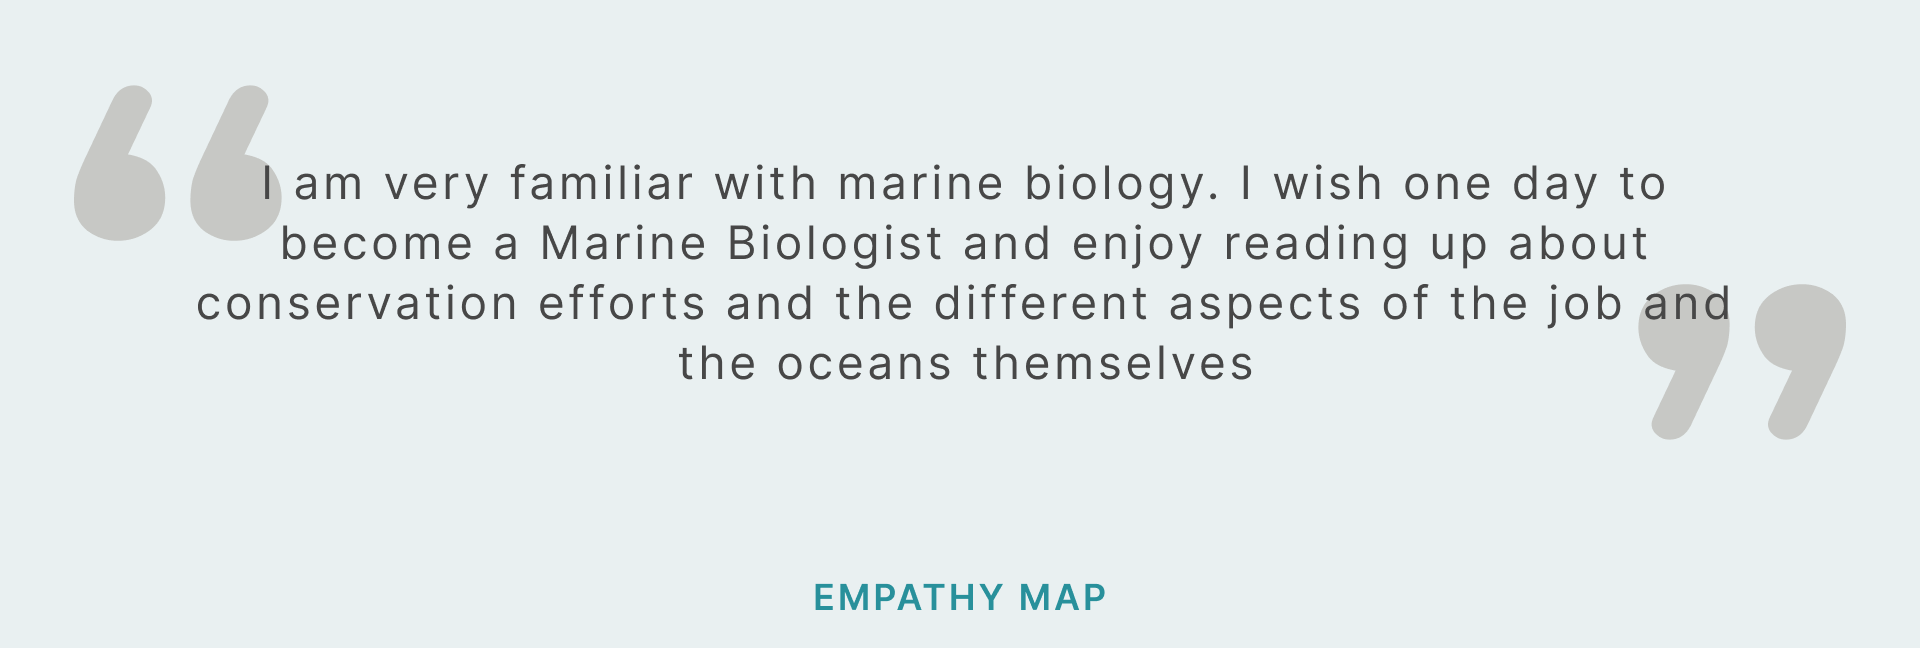 I am very familiar with marine biology. I wish one day to
become a Marine Biologist and enjoy reading up about
conservation efforts and the different aspects of the job and
the oceans themselves
EMPATHY MAP